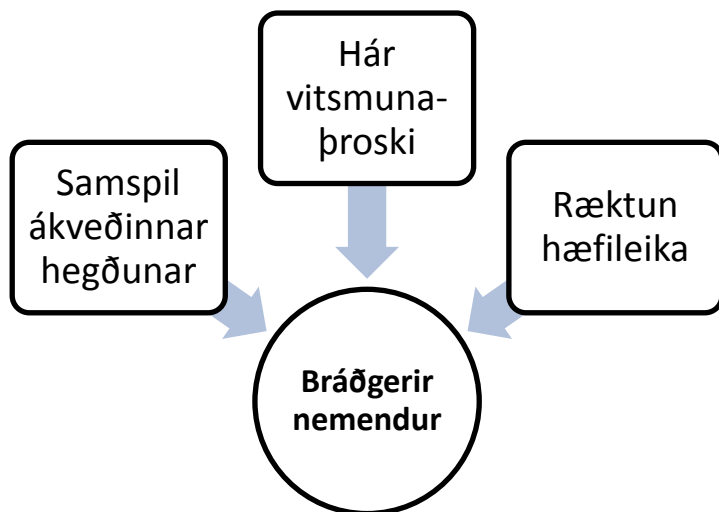 Samspil
ákveðinnar
hegðunar
Hár
vitsmuna-
þroski
Ræktun
hæfileika
Bráðgerir
nemendur